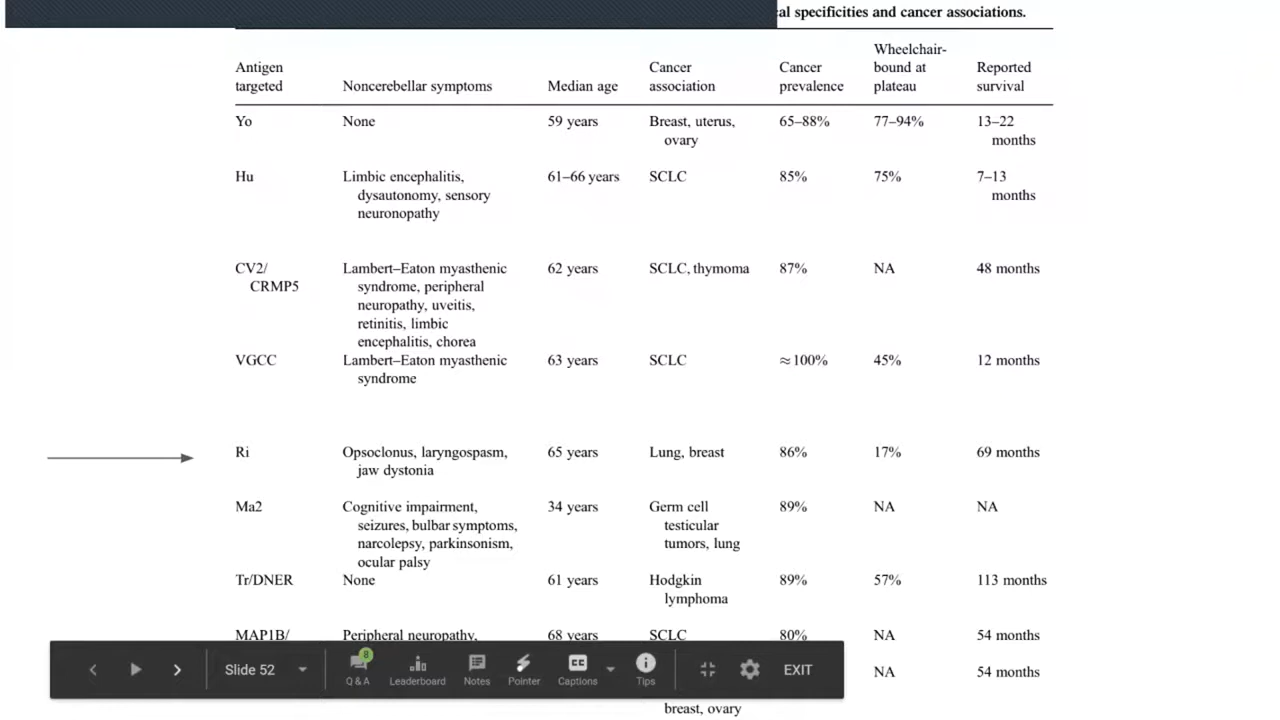 al specificities and cancer associations.
Wheelchair-
Antigen Cancer Cancer bound at Reported
targeted Noncerebellar symptoms Median age association prevalence plateau survival
Yo None 59 years Breast, uterus, 65–88% 77–94% 13–22
ovary months
Hu Limbic encephalitis, 61–66 years SCLC 85% 75% 7–13
dysautonomy, sensory months
neuronopathy
CV2/ Lambert–Eaton myasthenic 62 years SCLC, thymoma 87% NA 48 months
CRMP5 syndrome, peripheral
neuropathy, uveitis,
retinitis, limbic
encephalitis, chorea
VGCC Lambert–Eaton myasthenic 63 years SCLC ≈100% 45% 12 months
syndrome
Ri Opsoclonus, laryngospasm, 65 years Lung, breast 86% 17% 69 months
jaw dystonia
Ma2 Cognitive impairment, 34 years Germ cell 89% NA NA
seizures, bulbar symptoms, testicular
narcolepsy, parkinsonism, tumors, lung
ocular palsy
Tr/DNER None 61 years Hodgkin 89% 57% 113 months
lymphoma
MAP1B/ Peripheral neuropathy, 68 years SCLC 80% NA 54 months
NA 54 months
breast, ovary
Slide 52
8
Q & A Leaderboard Notes Pointer Captions Tips
CC
EXIT